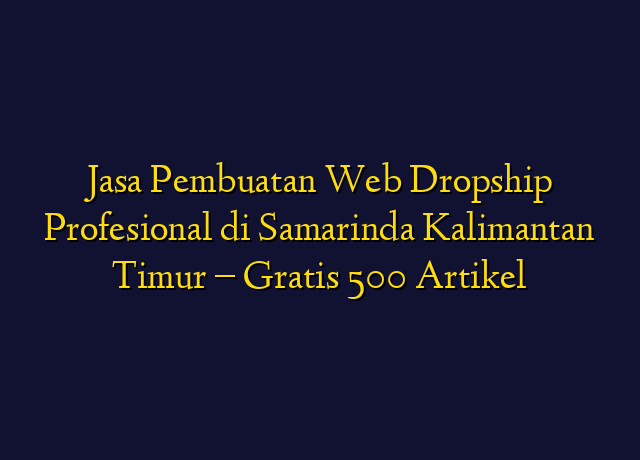 Jasa Pembuatan Web Dropship
Profesional di Samarinda Kalimantan
Timur – Gratis 500 Artikel